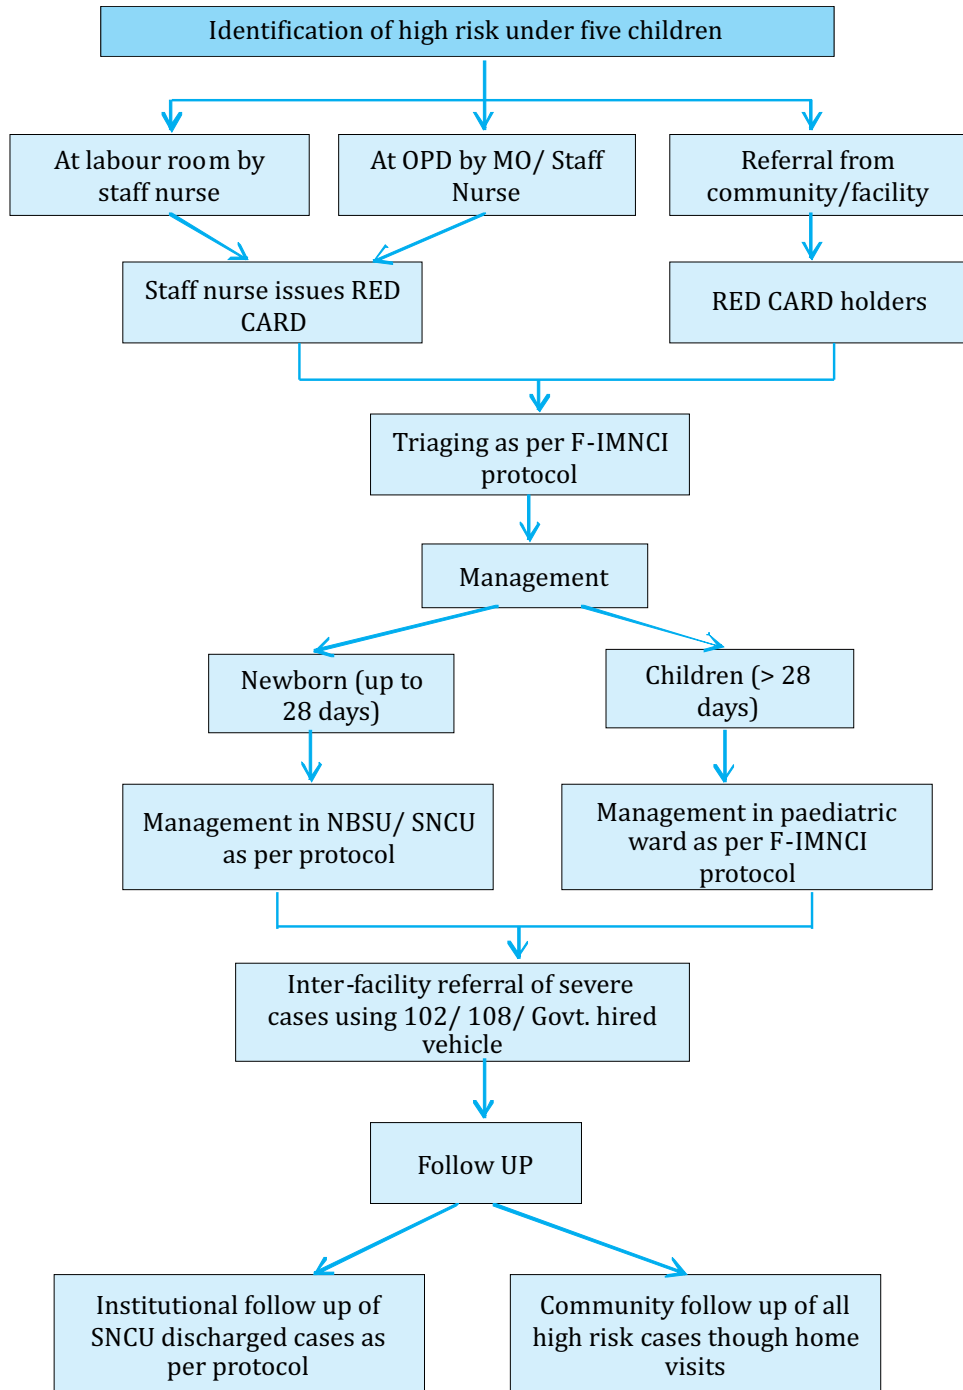 Identification of high risk under five children
At labour room by
staff nurse
At OPD by MO/ Staff
Nurse
Referral from
community/facility
Staff nurse issues RED
CARD
RED CARD holders
Triaging as per F-IMNCI
protocol
Management
Newborn (up to
28 days)
Children (> 28
days)
Management in NBSU/ SNCU
as per protocol
Management in paediatric
ward as per F-IMNCI
protocol
Inter-facility referral of severe
cases using 102/ 108/ Govt. hired
vehicle
Follow UP
Institutional follow up of
SNCU discharged cases as
per protocol
Community follow up of all
high risk cases though home
visits